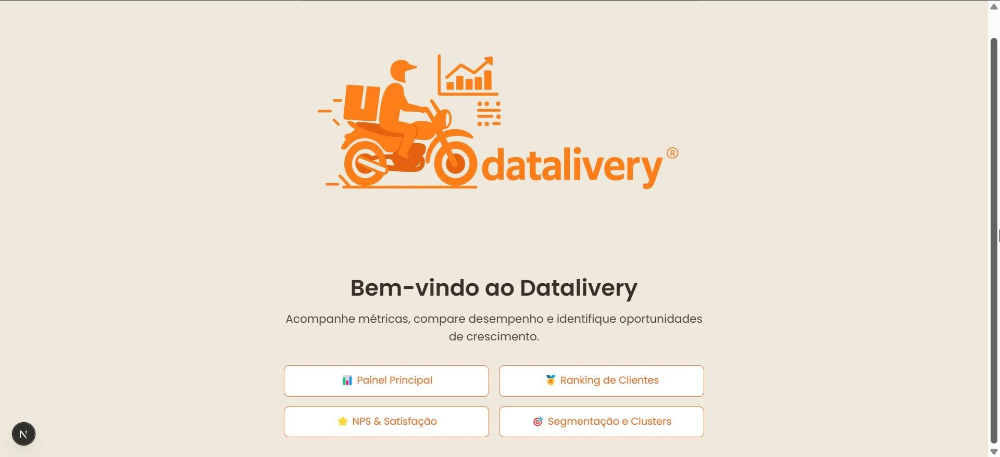 datalivery®
Bem-vindo ao Datalivery
Acompanhe métricas, compare desempenho e identifique oportunidades
de crescimento.
Painel Principal
Ranking de Clientes
NPS & Satisfação
Segmentação e Clusters
N